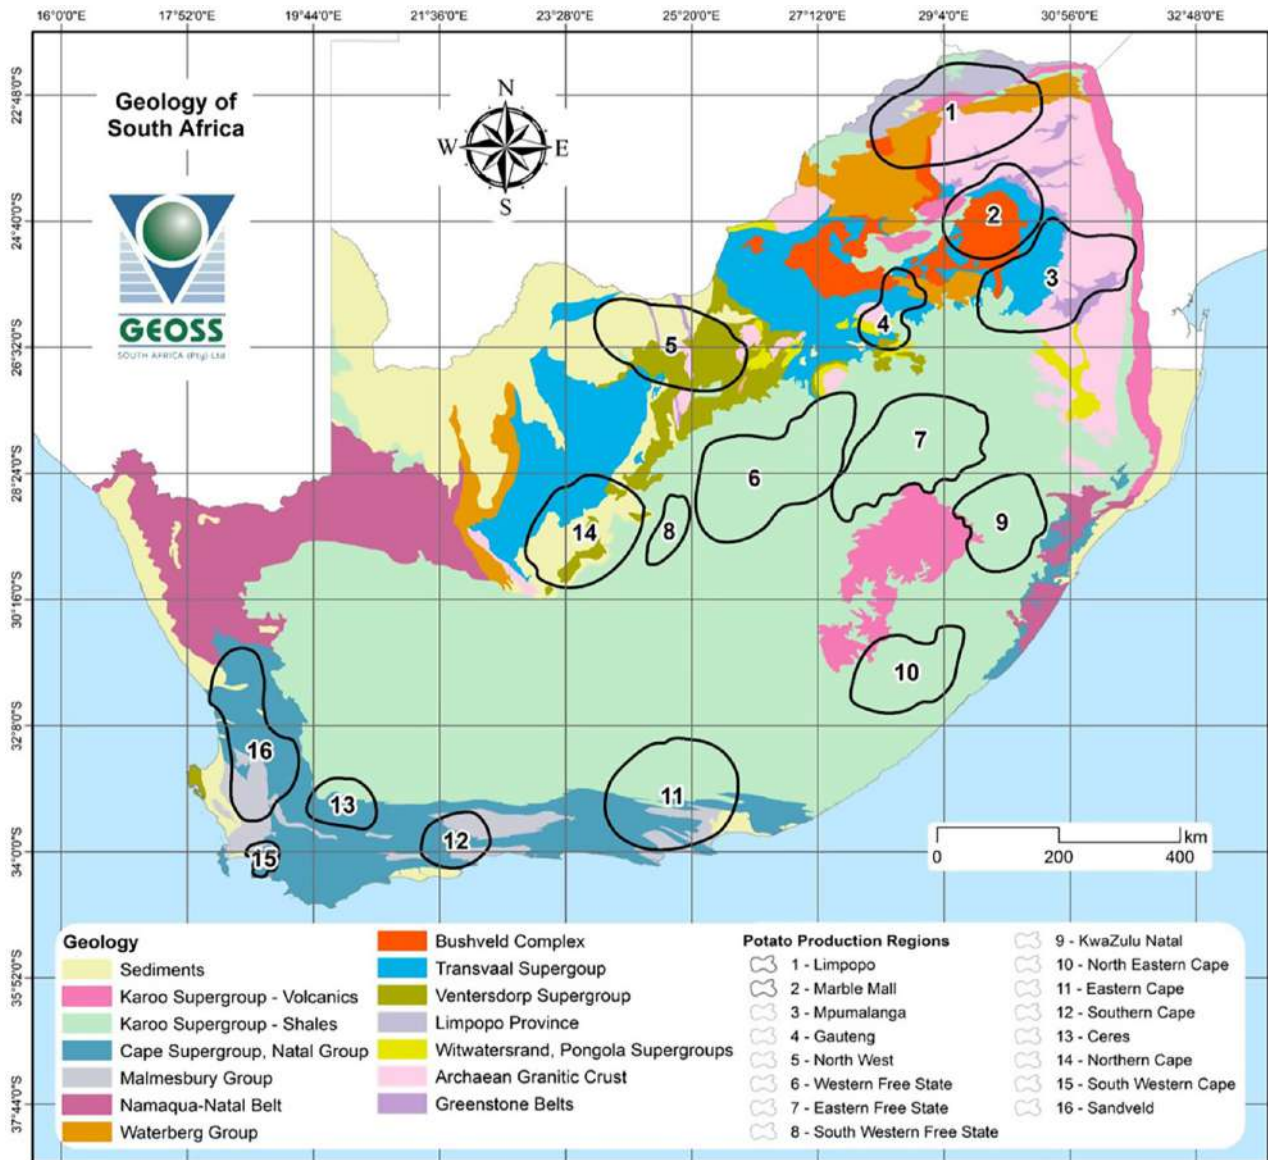 16°0'0"E 17°52'0"E 19°44'0"E 21°36'0"E 23°28'0"E 25°20'0"E 27°12'0"E 29°4'0"E 30°56'0"E 32°48'0"E
22°48'0"S
24°40'0"S
26°32'0"S
28°24'0"S
30°16'0"S
32°8'0"S
34°0'0"S
35°52'0"S
37°44'0"S
Geology of
South Africa
GEOSS
SOUTH AFRICA (Pty) Ltd
N
W E
S
1
2
3
4
5
6
7
8
9
10
11
12
13
14
15
16
km
0 200 400
Geology
Sediments
Karoo Supergroup - Volcanics
Karoo Supergroup - Shales
Cape Supergroup, Natal Group
Malmesbury Group
Namaqua-Natal Belt
Waterberg Group
Bushveld Complex
Transvaal Supergoup
Ventersdorp Supergroup
Limpopo Province
Witwatersrand, Pongola Supergroups
Archaean Granitic Crust
Greenstone Belts
Potato Production Regions
1 - Limpopo
2 - Marble Mall
3 - Mpumalanga
4 - Gauteng
5 - North West
6 - Western Free State
7 - Eastern Free State
8 - South Western Free State
9 - KwaZulu Natal
10 - North Eastern Cape
11 - Eastern Cape
12 - Southern Cape
13 - Ceres
14 - Northern Cape
15 - South Western Cape
16 - Sandveld